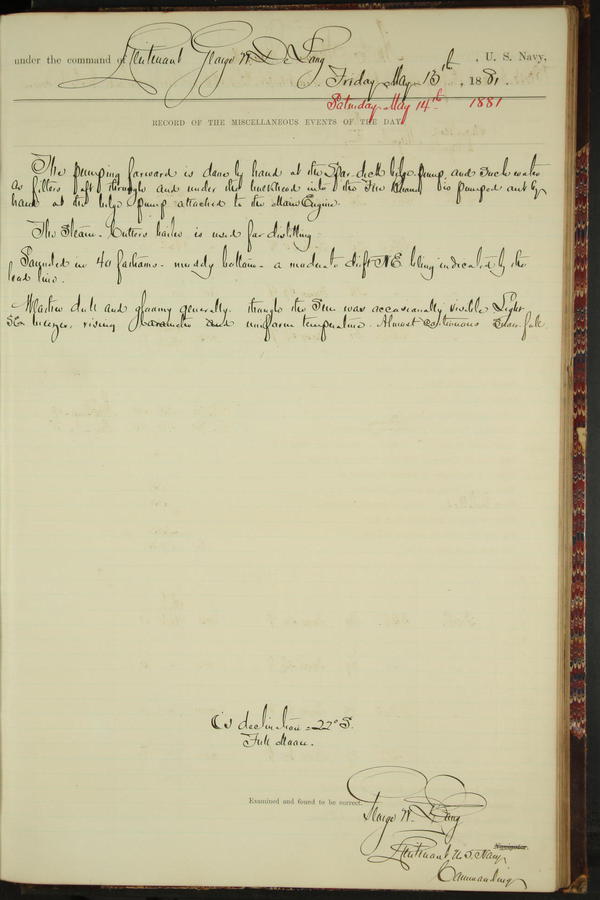 under the command of Lieutenant George W. De Long, U. S. Navy,
Friday May 13th, 1881.
Saturday May 14th 1881
RECORD OF THE MISCELLANEOUS EVENTS OF THE DAY.
The pumping forward is done by hand at the Spar deck bilge pump, and such water
as filters aft through and under the bulkhead into the Fire Room is pumped out by
hand at the bilge pump attached to the Main Engine.
The Steam Cutters boiler is used for distilling.
Sounded in 40 fathoms - muddy bottom - a moderate drift NE being indicated by the
lead line.
Weather dull and gloomy generally, though the Sun was occasionally visible. Light
breezes, rising barometer and uniform temperature. Almost continuous Snow fall.
☾'s declination = 22° S.
Full Moon.
Examined and found to be correct.
George W. De Long
Lieutenant U.S. Navy
Navigator.
Commanding